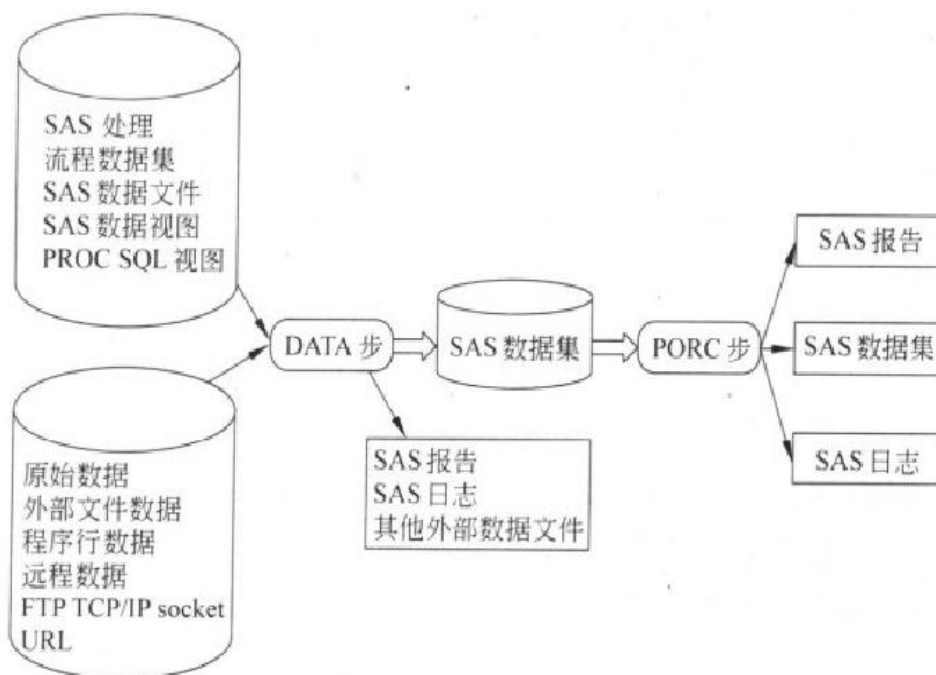 SAS 处理
流程数据集
SAS 数据文件
SAS 数据视图
PROC SQL 视图
原始数据
外部文件数据
程序行数据
远程数据
FTP TCP/IP socket
URL
DATA 步
SAS 数据集
PORC 步
SAS 报告
SAS 日志
其他外部数据文件
SAS 报告
SAS 数据集
SAS 日志